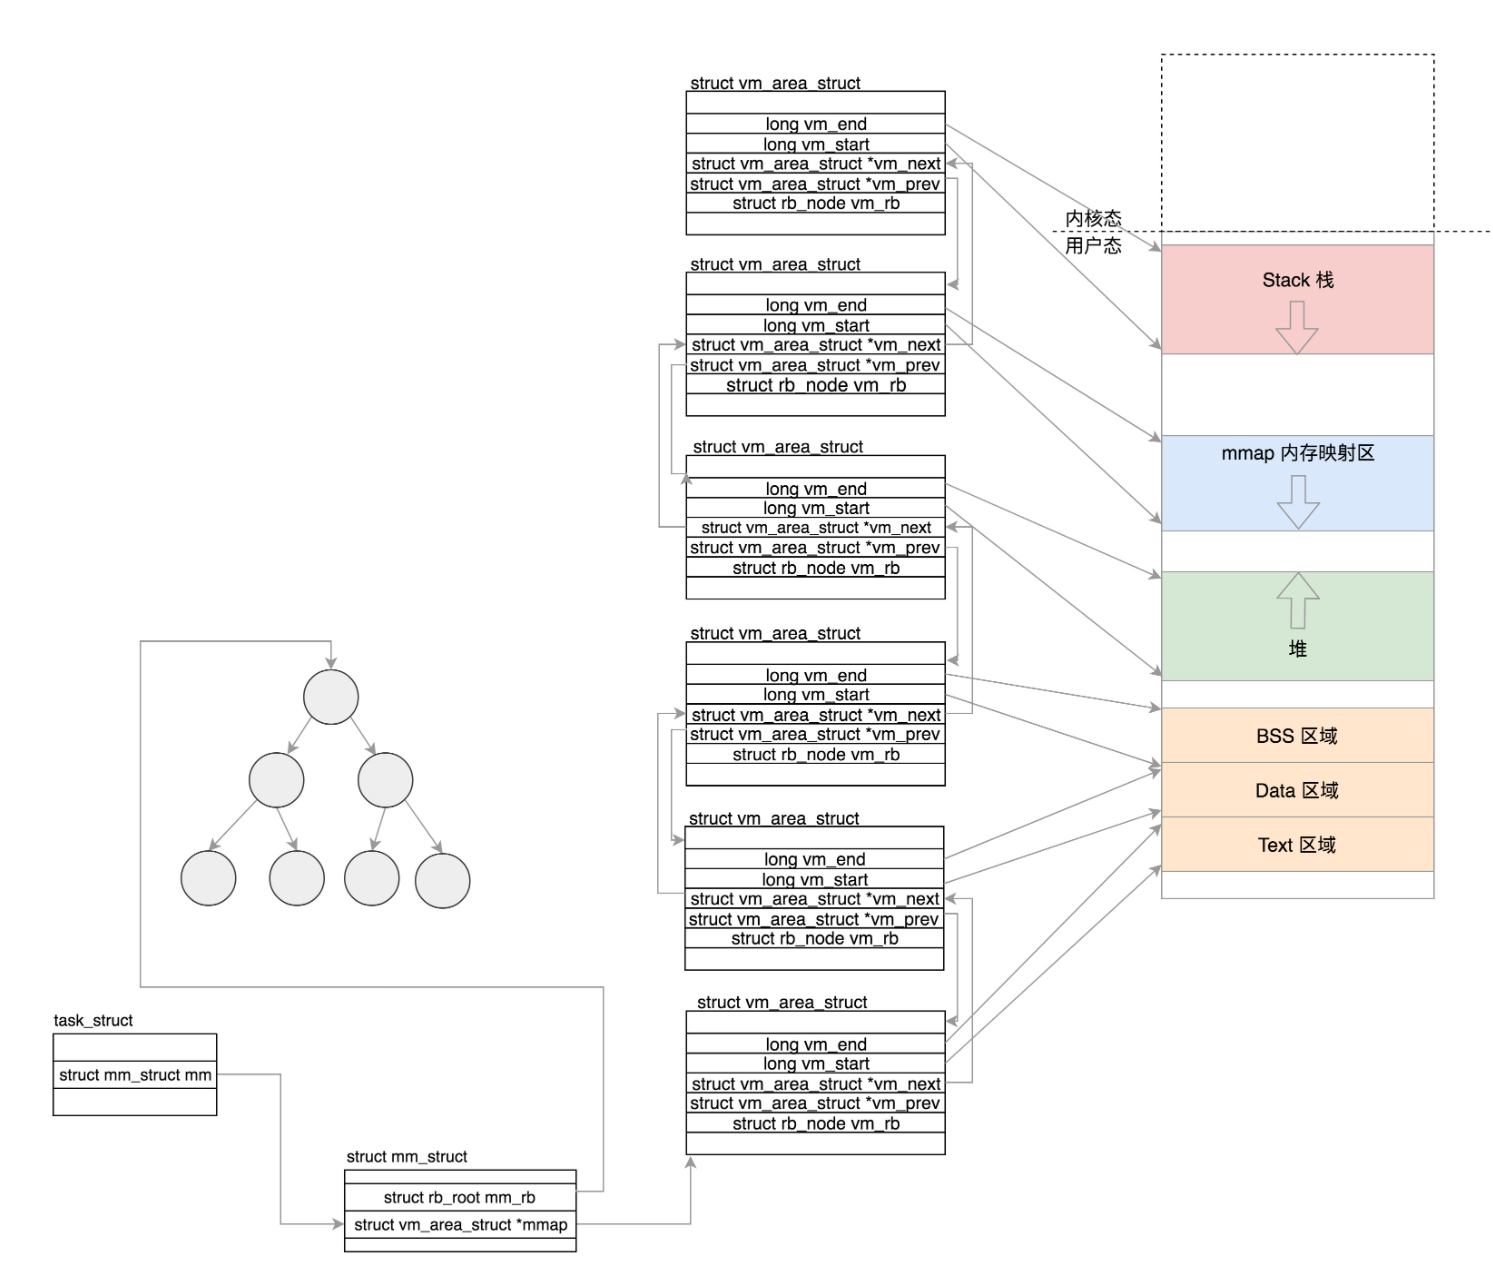 struct vm_area_struct
long vm_end
long vm_start
struct vm_area_struct *vm_next
struct vm_area_struct *vm_prev
struct rb_node vm_rb
struct vm_area_struct
long vm_end
long vm_start
struct vm_area_struct *vm_next
struct vm_area_struct *vm_prev
struct rb_node vm_rb
struct vm_area_struct
long vm_end
long vm_start
struct vm_area_struct *vm_next
struct vm_area_struct *vm_prev
struct rb_node vm_rb
struct vm_area_struct
long vm_end
long vm_start
struct vm_area_struct *vm_next
struct vm_area_struct *vm_prev
struct rb_node vm_rb
struct vm_area_struct
long vm_end
long vm_start
struct vm_area_struct *vm_next
struct vm_area_struct *vm_prev
struct rb_node vm_rb
struct vm_area_struct
long vm_end
long vm_start
struct vm_area_struct *vm_next
struct vm_area_struct *vm_prev
struct rb_node vm_rb
内核态
用户态
Stack 栈
mmap 内存映射区
堆
BSS 区域
Data 区域
Text 区域
task_struct
struct mm_struct mm
struct mm_struct
struct rb_root mm_rb
struct vm_area_struct *mmap